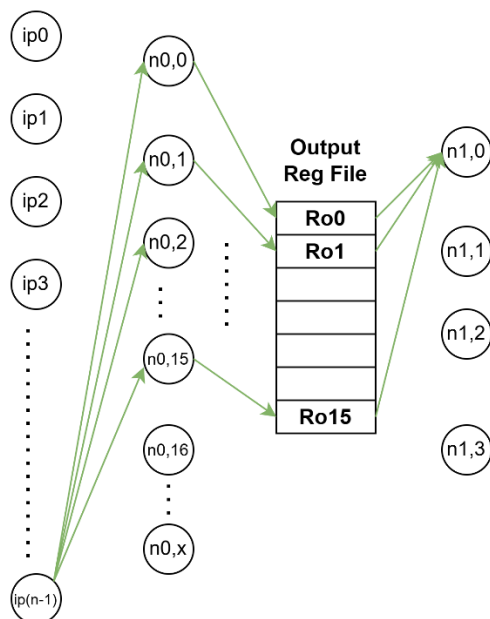 ip0
ip1
ip2
ip3
ip(n-1)
n0,0
n0,1
n0,2
n0,15
n0,16
n0,x
Output
Reg File
Ro0
Ro1
Ro15
n1,0
n1,1
n1,2
n1,3